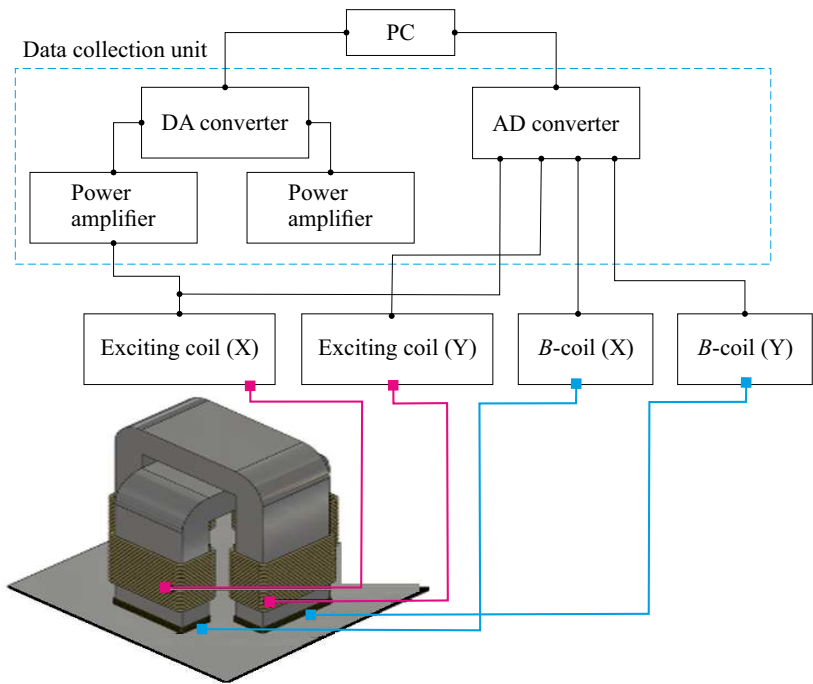 PC
Data collection unit
DA converter
AD converter
Power
amplifier
Power
amplifier
Exciting coil (X)
Exciting coil (Y)
B-coil (X)
B-coil (Y)